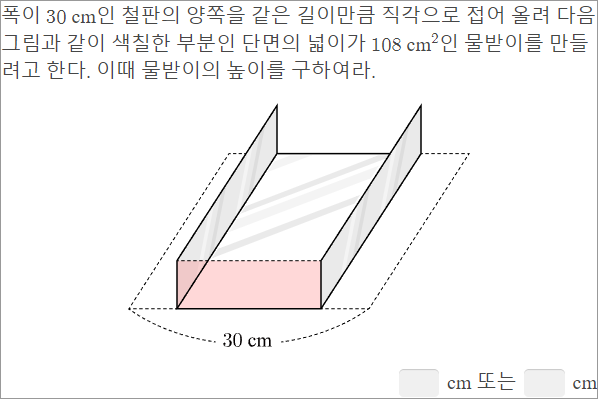 폭이 30 cm인 철판의 양쪽을 같은 길이만큼 직각으로 접어 올려 다음
그림과 같이 색칠한 부분인 단면의 넓이가 108 cm²인 물받이를 만들
려고 한다. 이때 물받이의 높이를 구하여라.
30 cm
cm 또는 cm